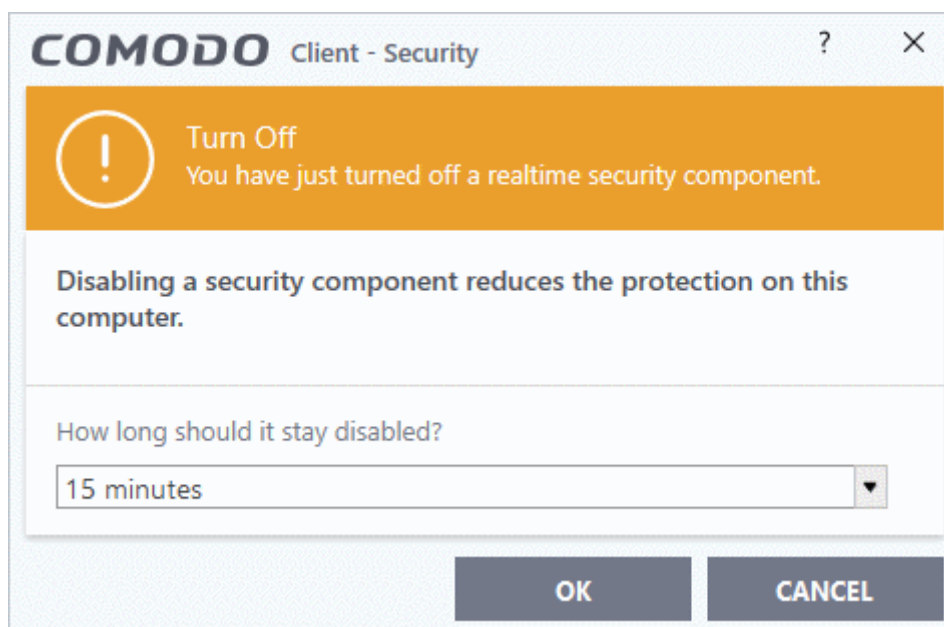 COMODO Client - Security ?
Turn Off
You have just turned off a realtime security component.
Disabling a security component reduces the protection on this
computer.
How long should it stay disabled?
15 minutes
OK CANCEL